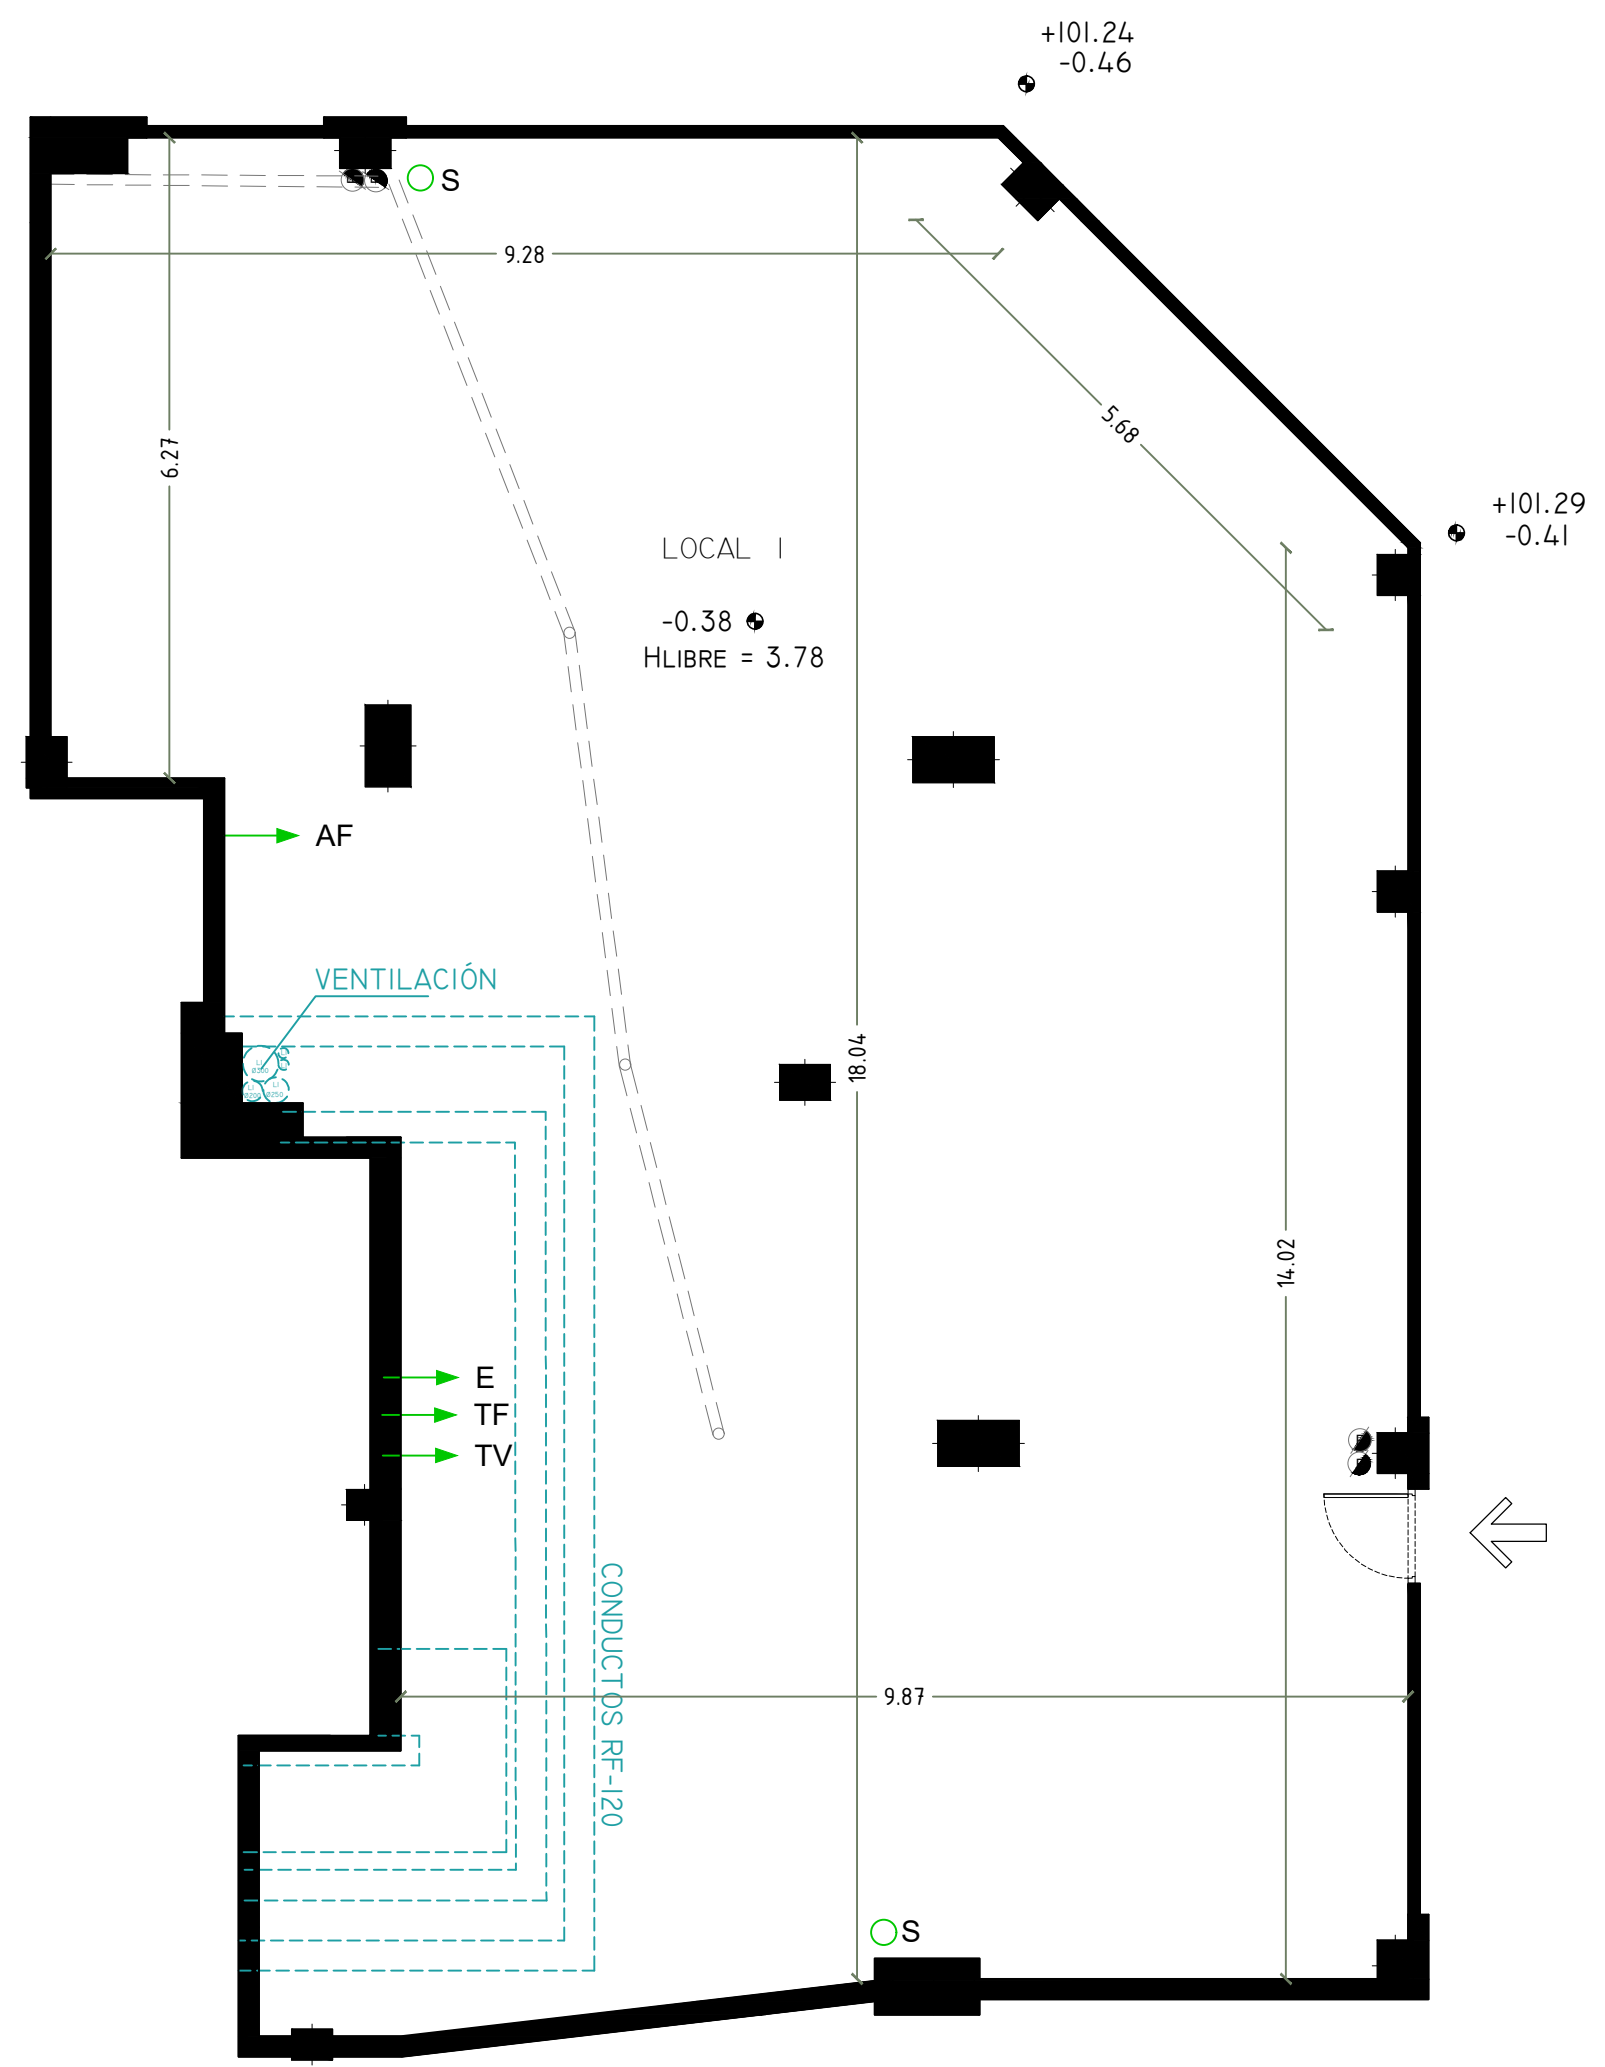 +101.24
-0.46
S
9.28
5.68
6.27
+101.29
-0.41
LOCAL 1
-0.38
HLIBRE = 3.78
AF
VENTILACIÓN
18.04
14.02
E
TF
TV
CONDUCTOS RF-120
9.87
S